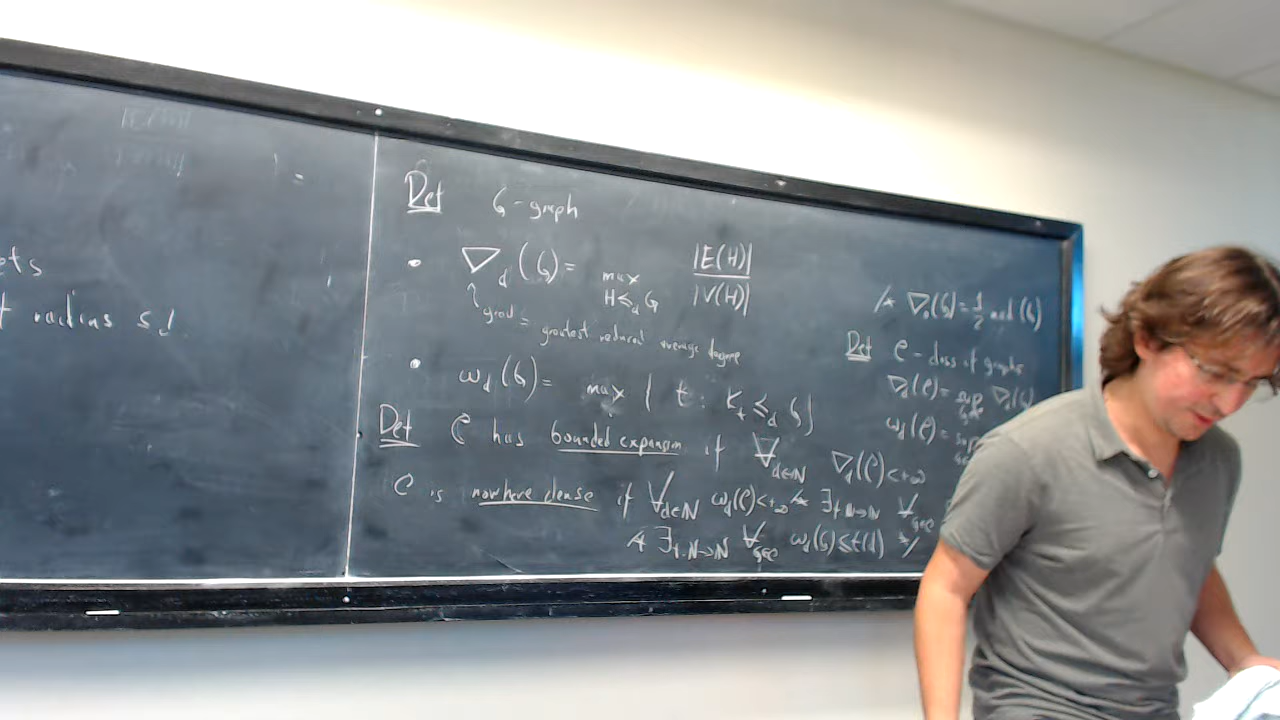 |E(H)|
ets
radius ≤ d
Def G - graph
• ∇_d (G) = max_{H ≤_d G} |E(H)| / |V(H)|
grad = greatest reduced average degree
• ω_d (G) = max { t : K_t ≤_d G }
Def C has bounded expansion if ∀_{d∈N} ∇_d(C) < +∞
C is nowhere dense if ∀_{d∈N} ω_d(C) < +∞ ∃_{t:N→N} ∀_{G∈C}
∃_{t:N→N} ∀_{G∈C} ω_d(G) ≤ t(d)
∇_0(G) = 1/2 mad (G)
Def C - class of graphs
∇_d(C) = sup_{G∈C} ∇_d(G)
ω_d(C) = sup